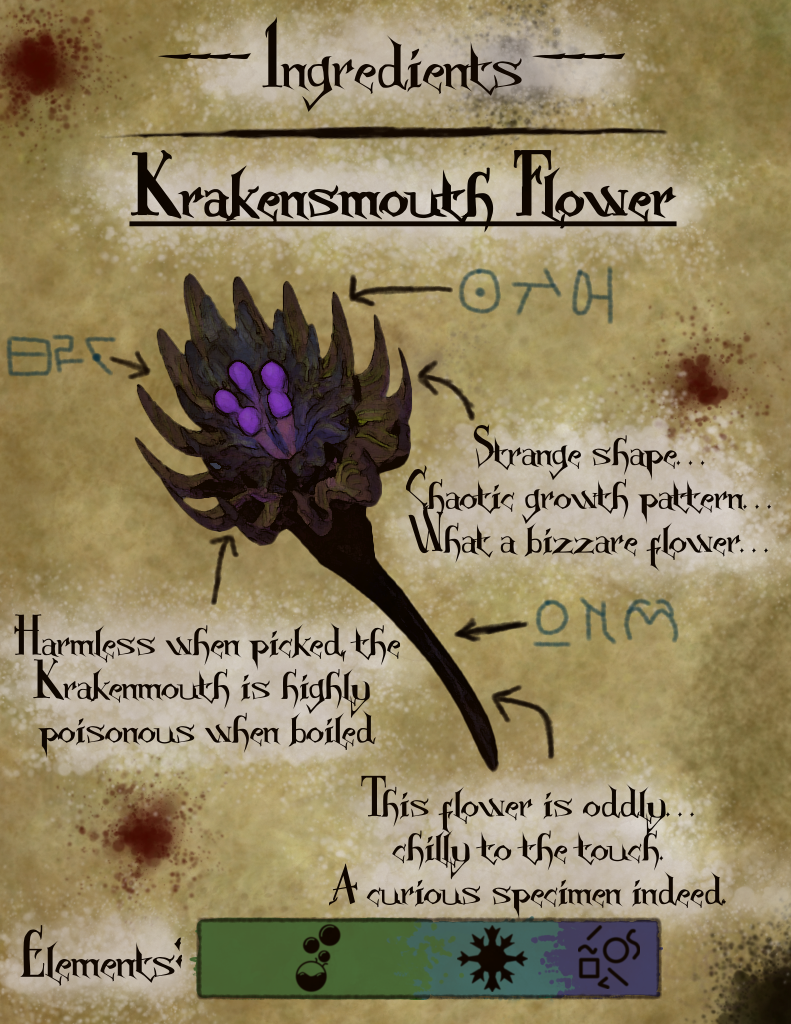 Ingredients
Krakensmouth Flower
Strange shape...
Chaotic growth pattern...
What a bizzare flower...
Harmless when picked, the
Krakenmouth is highly
poisonous when boiled.
This flower is oddly...
chilly to the touch.
A curious specimen indeed.
Elements: